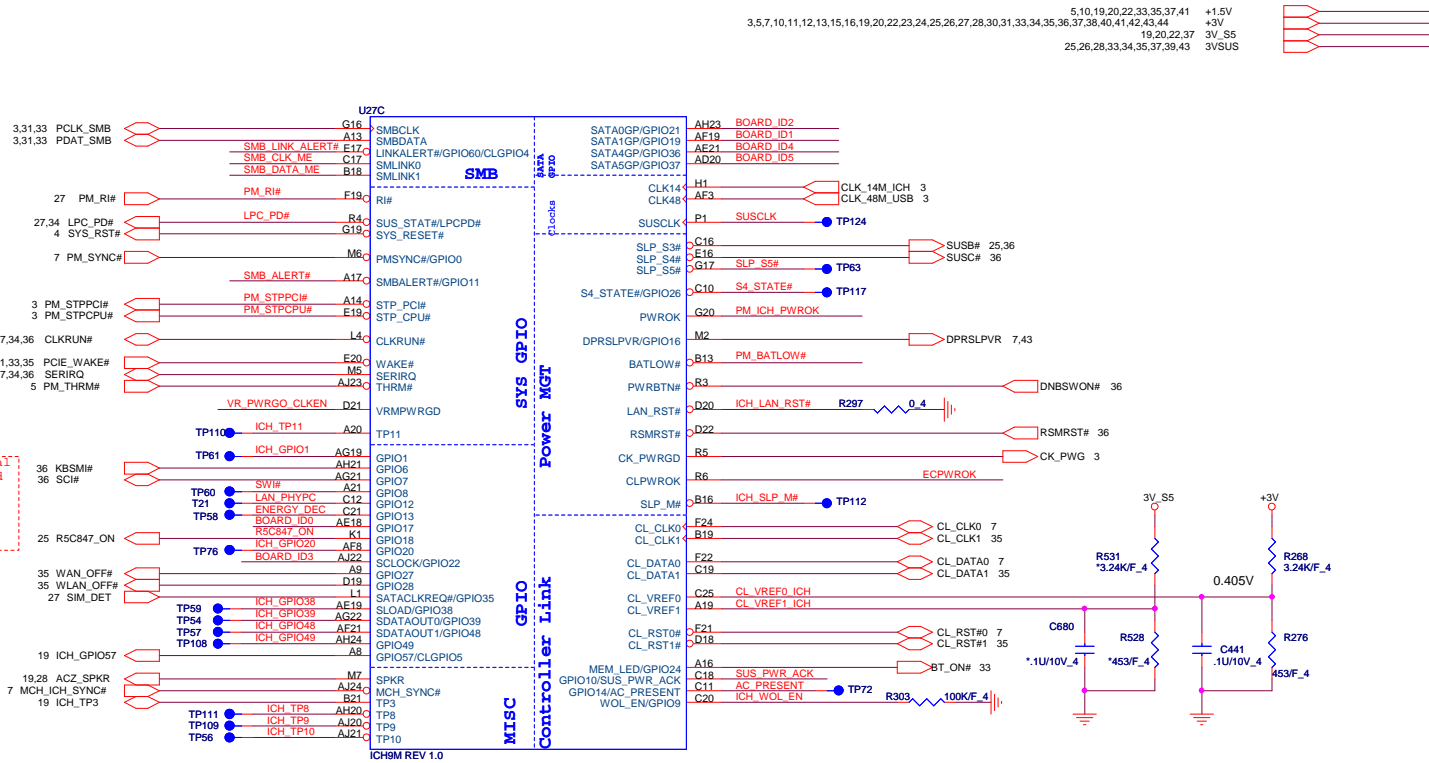 5,10,19,20,22,33,35,37,41 +1.5V
3,5,7,10,11,12,13,15,16,19,20,22,23,24,25,26,27,28,30,31,33,34,35,36,37,38,40,41,42,43,44 +3V
19,20,22,37 3V_S5
25,26,28,33,34,35,37,39,43 3VSUS
U27C
3,31,33 PCLK_SMB G16 SMBCLK
3,31,33 PDAT_SMB A13 SMBDATA
SMB_LINK_ALERT# E17 LINKALERT#/GPIO60/CLGPIO4
SMB_CLK_ME C17 SMLINK0
SMB_DATA_ME B18 SMLINK1
SMB
27 PM_RI# PM_RI# F19 RI#
27,34 LPC_PD# LPC_PD# R4 SUS_STAT#/LPCPD#
4 SYS_RST# G19 SYS_RESET#
7 PM_SYNC# M6 PMSYNC#/GPIO0
SMB_ALERT# A17 SMBALERT#/GPIO11
3 PM_STPPCI# PM_STPPCI# A14 STP_PCI#
3 PM_STPCPU# PM_STPCPU# E19 STP_CPU#
7,34,36 CLKRUN# L4 CLKRUN#
1,33,35 PCIE_WAKE# E20 WAKE#
7,34,36 SERIRQ M5 SERIRQ
5 PM_THRM# AJ23 THRM#
VR_PWRGO_CLKEN D21 VRMPWRGD
TP110 ICH_TP11 A20 TP11
SYS GPIO
TP61 ICH_GPIO1 AG19 GPIO1
36 KBSMI# AH21 GPIO6
36 SCI# AG21 GPIO7
TP60 SWI# A21 GPIO8
T21 LAN_PHYPC C12 GPIO12
TP58 ENERGY_DEC C21 GPIO13
BOARD_ID0 AE18 GPIO17
25 R5C847_ON R5C847_ON K1 GPIO18
TP76 ICH_GPIO20 AF8 GPIO20
BOARD_ID3 AJ22 SCLOCK/GPIO22
35 WAN_OFF# A9 GPIO27
35 WLAN_OFF# D19 GPIO28
27 SIM_DET L1 SATACLKREQ#/GPIO35
TP59 ICH_GPIO38 AE19 SLOAD/GPIO38
TP54 ICH_GPIO39 AG22 SDATAOUT0/GPIO39
TP57 ICH_GPIO48 AF21 SDATAOUT1/GPIO48
TP108 ICH_GPIO49 AH24 GPIO49
19 ICH_GPIO57 A8 GPIO57/CLGPIO5
GPIO
19,28 ACZ_SPKR M7 SPKR
7 MCH_ICH_SYNC# AJ24 MCH_SYNC#
19 ICH_TP3 B21 TP3
TP111 ICH_TP8 AH20 TP8
TP109 ICH_TP9 AJ20 TP9
TP56 ICH_TP10 AJ21 TP10
MISC
ICH9M REV 1.0
SATA GPIO
SATA0GP/GPIO21 AH23 BOARD_ID2
SATA1GP/GPIO19 AF19 BOARD_ID1
SATA4GP/GPIO36 AE21 BOARD_ID4
SATA5GP/GPIO37 AD20 BOARD_ID5
Clocks
CLK14 H1 CLK_14M_ICH 3
CLK48 AF3 CLK_48M_USB 3
SUSCLK P1 SUSCLK TP124
Power MGT
SLP_S3# C16 SUSB# 25,36
SLP_S4# E16 SUSC# 36
SLP_S5# G17 SLP_S5# TP63
S4_STATE#/GPIO26 C10 S4_STATE# TP117
PWROK G20 PM_ICH_PWROK
DPRSLPVR/GPIO16 M2 DPRSLPVR 7,43
BATLOW# B13 PM_BATLOW#
PWRBTN# R3 DNBSWON# 36
LAN_RST# D20 ICH_LAN_RST# R297 0_4
RSMRST# D22 RSMRST# 36
CK_PWRGD R5 CK_PWG 3
CLPWROK R6 ECPWROK
SLP_M# B16 ICH_SLP_M# TP112
Controller Link
CL_CLK0 F24 CL_CLK0 7
CL_CLK1 B19 CL_CLK1 35
CL_DATA0 F22 CL_DATA0 7
CL_DATA1 C19 CL_DATA1 35
CL_VREF0 C25 CL_VREF0_ICH
CL_VREF1 A19 CL_VREF1_ICH
CL_RST0# F21 CL_RST#0 7
CL_RST1# D18 CL_RST#1 35
MEM_LED/GPIO24 A16 BT_ON# 33
GPIO10/SUS_PWR_ACK C18 SUS_PWR_ACK
GPIO14/AC_PRESENT C11 AC_PRESENT TP72
WOL_EN/GPIO9 C20 ICH_WOL_EN R303 100K/F_4
3V_S5 +3V
R531 *3.24K/F_4
R268 3.24K/F_4
0.405V
C680 *.1U/10V_4
R528 *453/F_4
C441 .1U/10V_4
R276 453/F_4